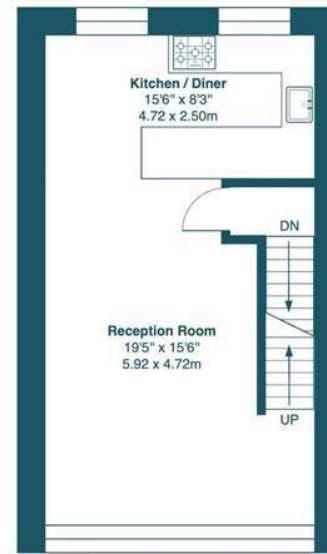 Kitchen / Diner
15'6" x 8'3"
4.72 x 2.50m
DN
Reception Room
19'5" x 15'6"
5.92 x 4.72m
UP